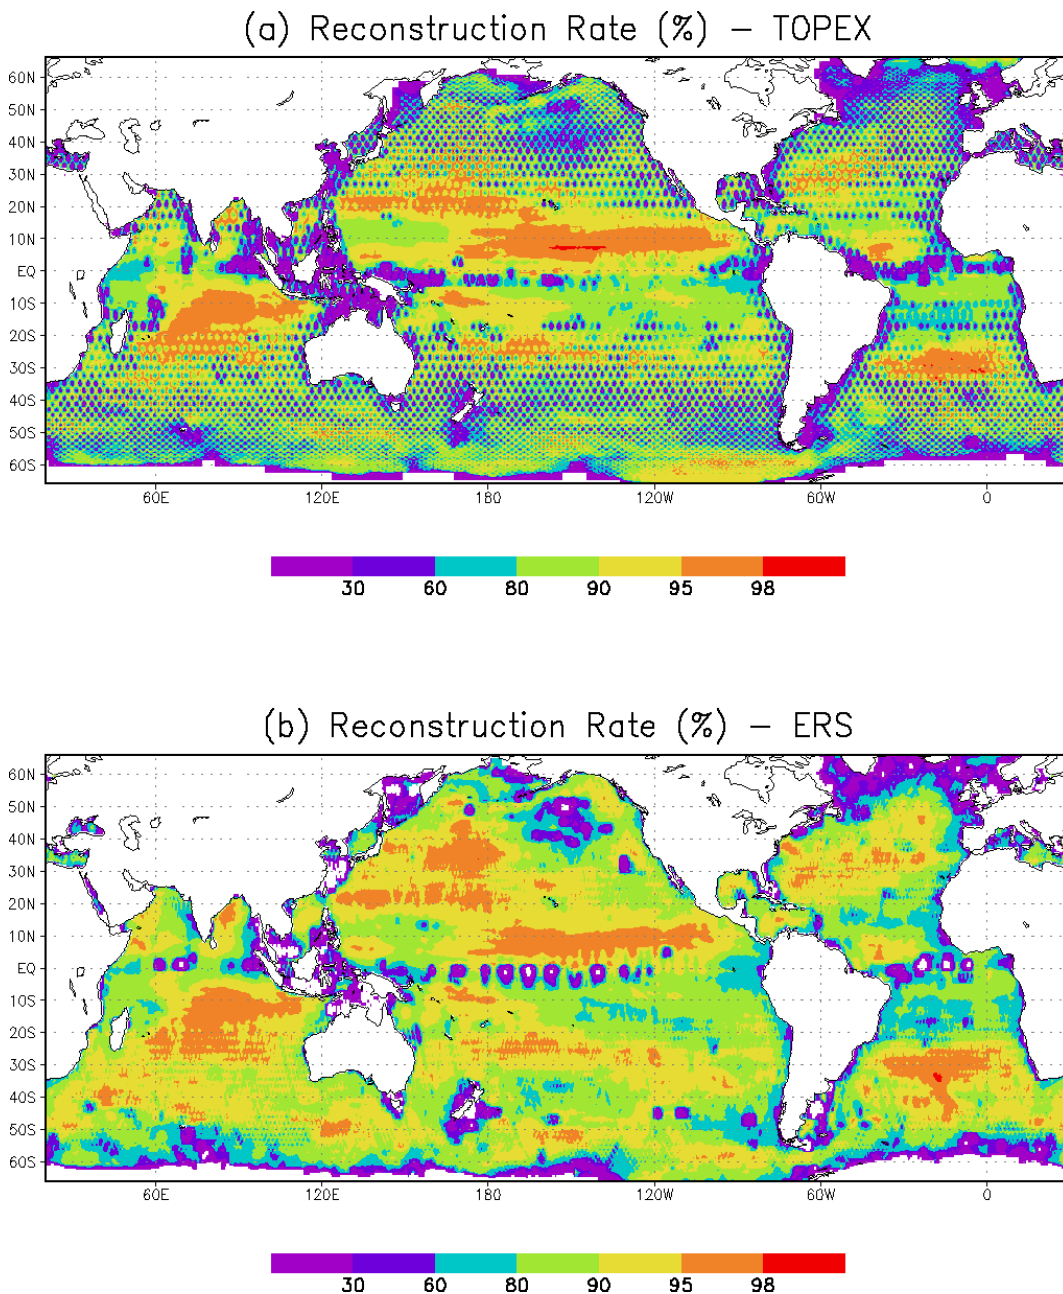 (a) Reconstruction Rate (%) – TOPEX
60N
50N
40N
30N
20N
10N
EQ
10S
20S
30S
40S
50S
60S
60E 120E 180 120W 60W 0
30 60 80 90 95 98
(b) Reconstruction Rate (%) – ERS
60N
50N
40N
30N
20N
10N
EQ
10S
20S
30S
40S
50S
60S
60E 120E 180 120W 60W 0
30 60 80 90 95 98